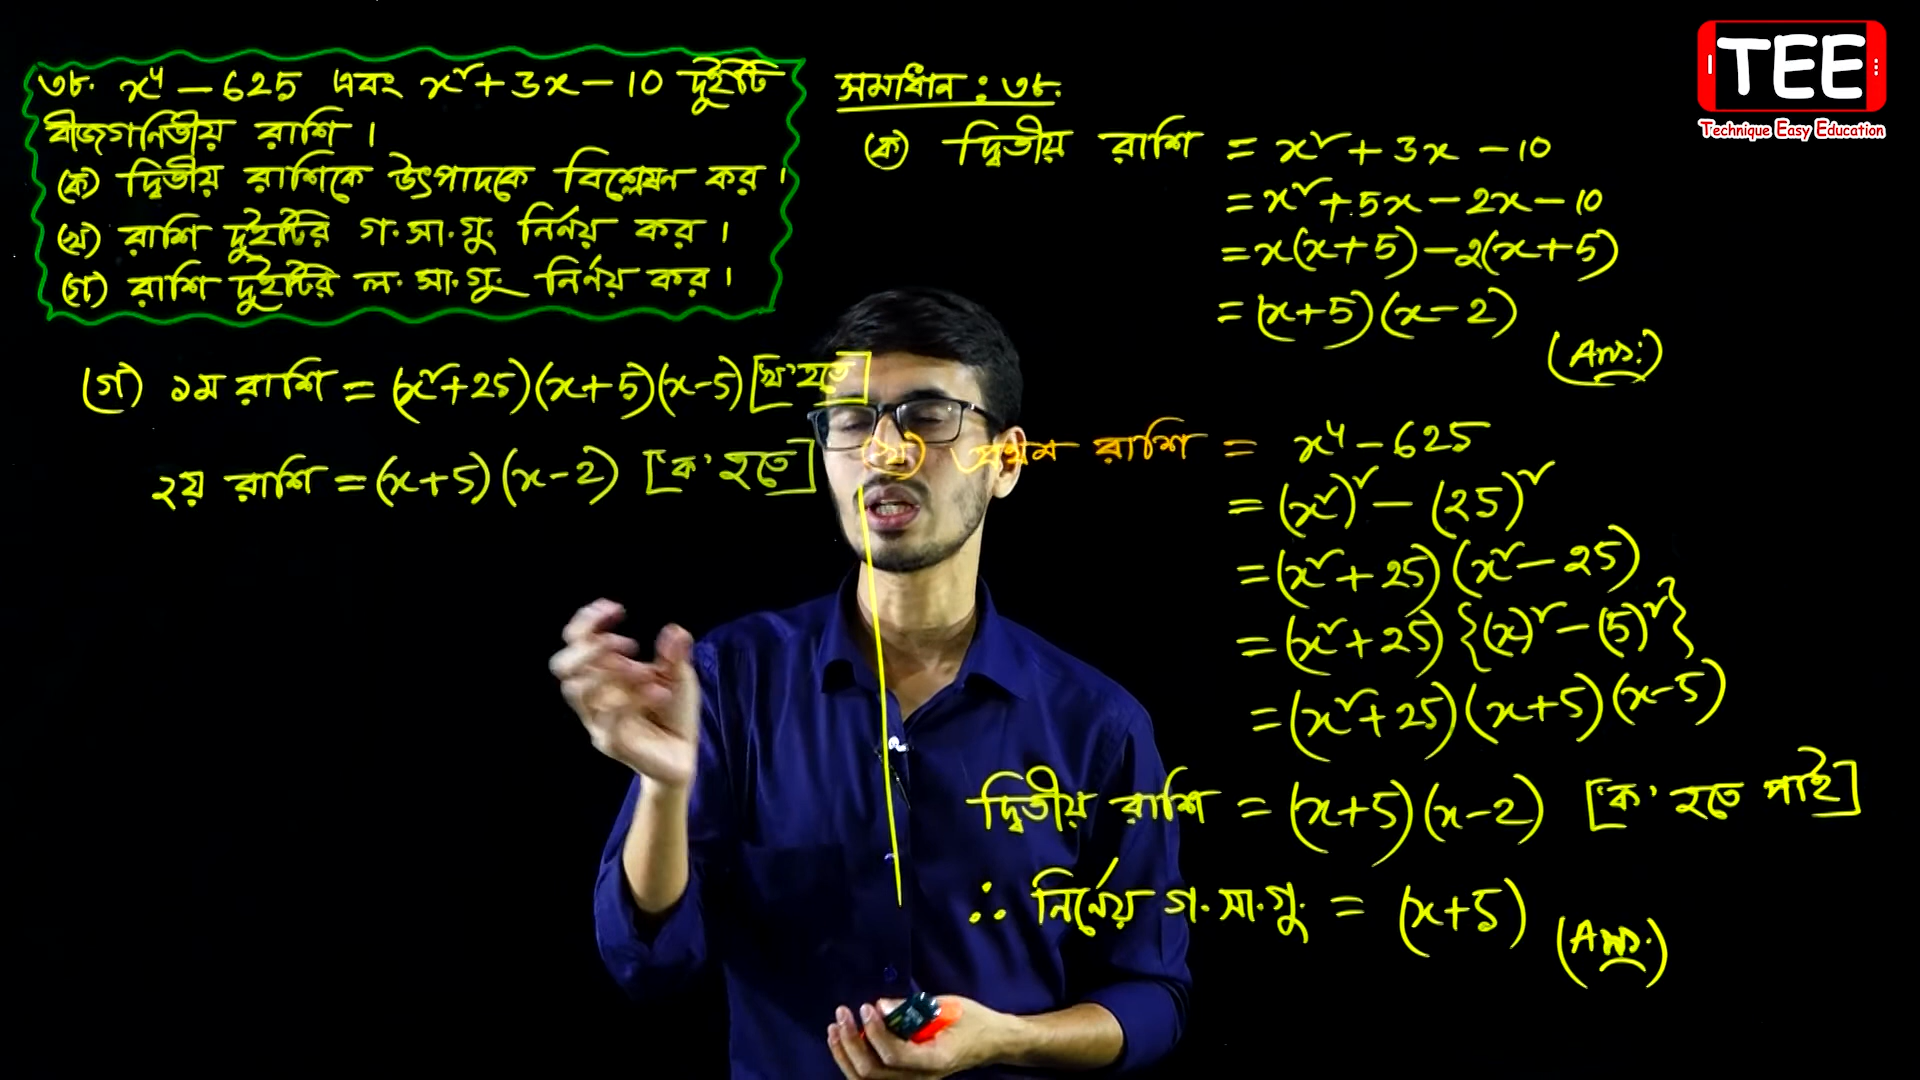 ৩৮. x⁴ – 625 এবং x² + 3x – 10 দুইটি
বীজগানিতীয় রাশি।
(ক) দ্বিতীয় রাশিকে উৎপাদকে বিশ্লেষণ কর।
(খ) রাশি দুইটির গ.সা.গু. নির্নয় কর।
(গ) রাশি দুইটির ল.সা.গু. নির্নয় কর।
সমাধান : ৩৮.
(ক) দ্বিতীয় রাশি = x² + 3x – 10
= x² + 5x – 2x – 10
= x(x+5) – 2(x+5)
= (x+5)(x–2)
(Ans:)
(খ) প্রথম রাশি = x⁴ – 625
= (x²)² – (25)²
= (x² + 25)(x² – 25)
= (x² + 25){(x)² – (5)²}
= (x² + 25)(x+5)(x–5)
দ্বিতীয় রাশি = (x+5)(x–2) ['ক' হতে পাই]
∴ নির্ণেয় গ.সা.গু. = (x+5)
(Ans:)
(গ) ১ম রাশি = (x² + 25)(x+5)(x–5) ['খ' হতে]
২য় রাশি = (x+5)(x–2) ['ক' হতে]
TEE
Technique Easy Education